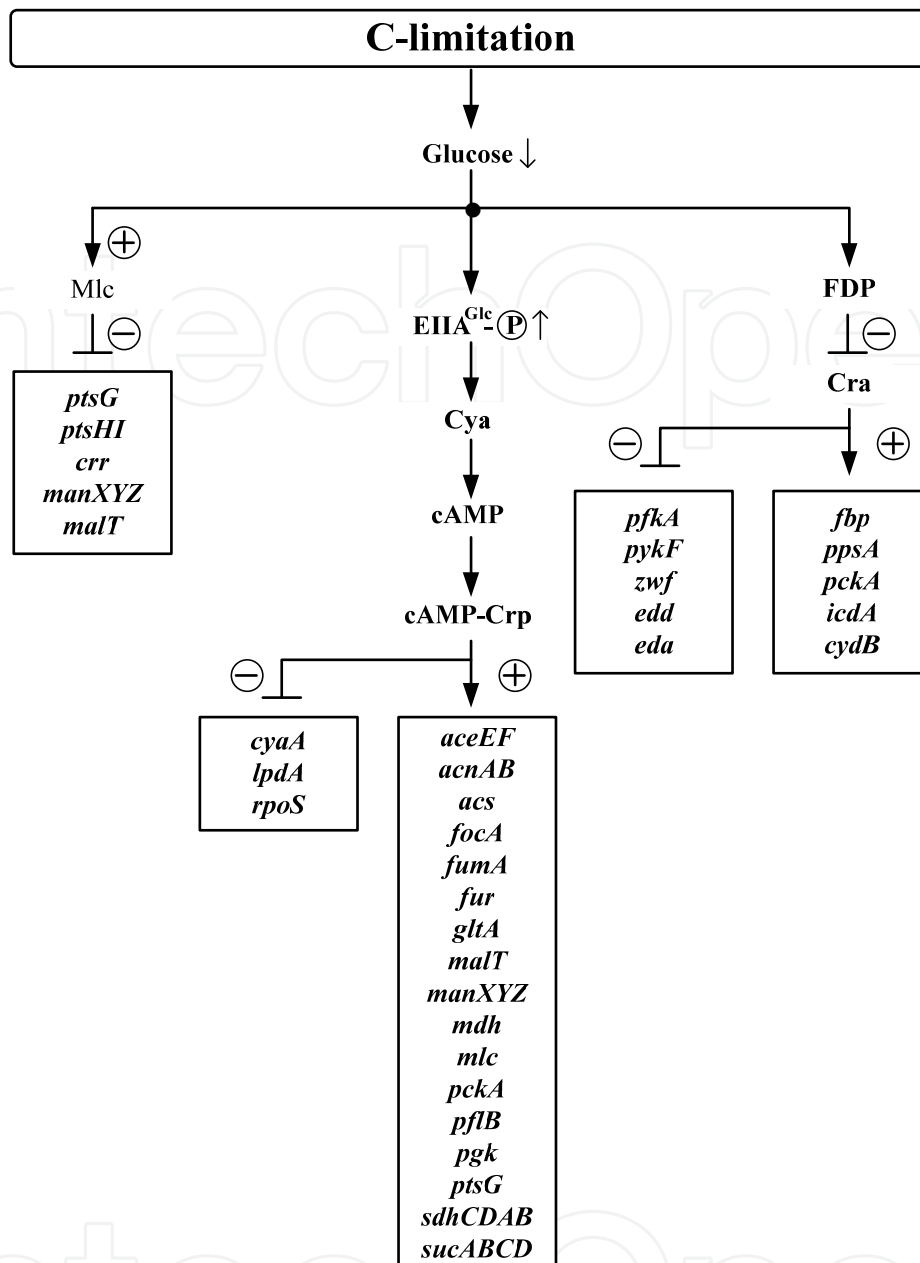 C-limitation
Glucose ↓
+
Mlc
−
ptsG
ptsHI
crr
manXYZ
malT
EIIAGlc-P ↑
Cya
cAMP
cAMP-Crp
−
cyaA
lpdA
rpoS
+
aceEF
acnAB
acs
focA
fumA
fur
gltA
malT
manXYZ
mdh
mlc
pckA
pflB
pgk
ptsG
sdhCDAB
sucABCD
FDP
−
Cra
−
pfkA
pykF
zwf
edd
eda
+
fbp
ppsA
pckA
icdA
cydB